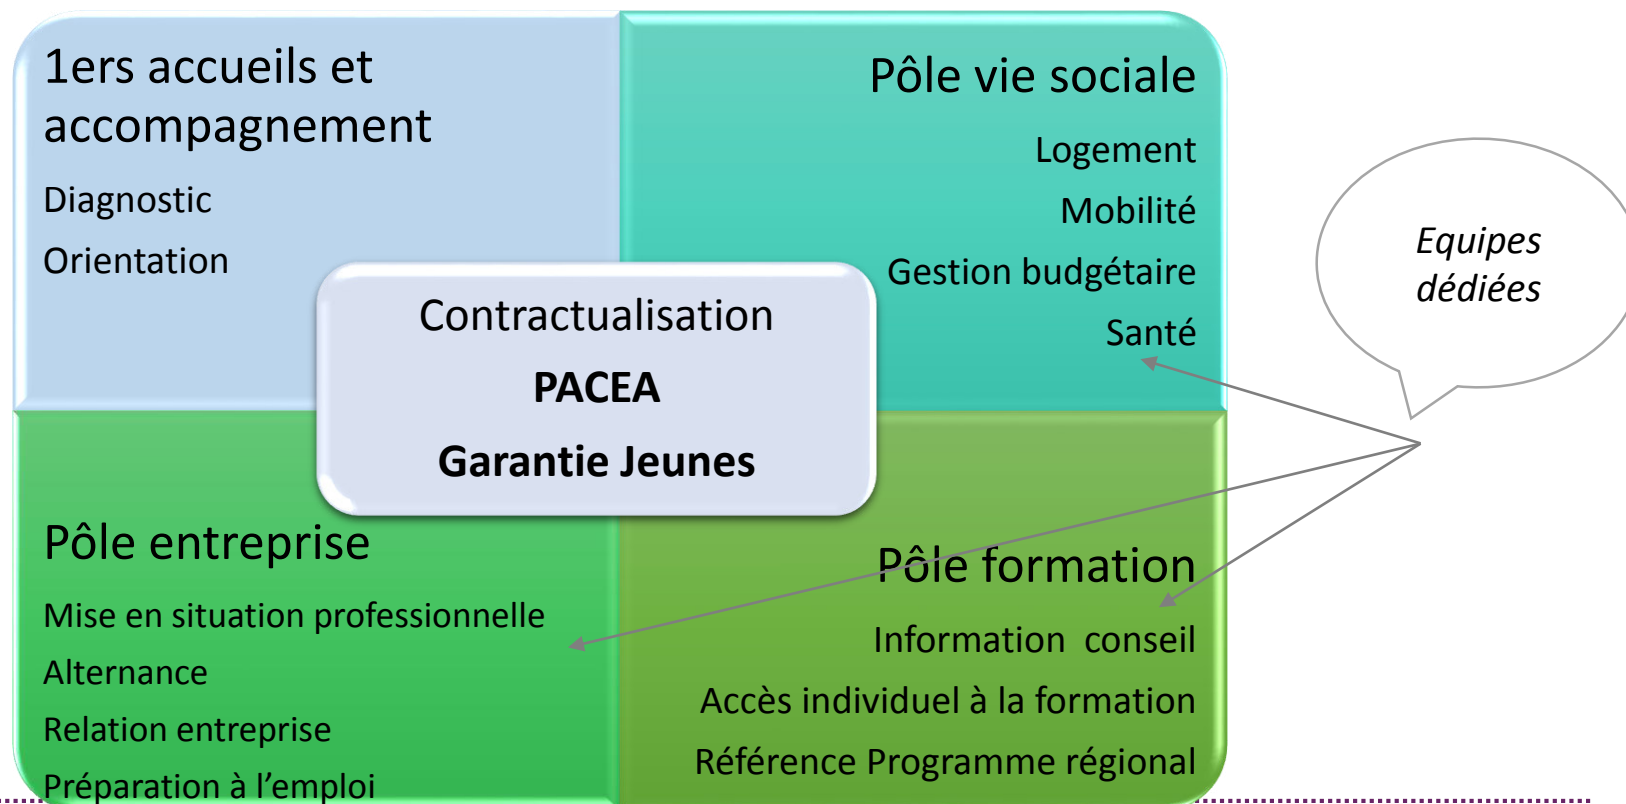 1ers accueils et
accompagnement
Diagnostic
Orientation
Pôle vie sociale
Logement
Mobilité
Gestion budgétaire
Santé
Equipes
dédiées
Contractualisation
PACEA
Garantie Jeunes
Pôle entreprise
Mise en situation professionnelle
Alternance
Relation entreprise
Préparation à l’emploi
Pôle formation
Information  conseil
Accès individuel à la formation
Référence Programme régional